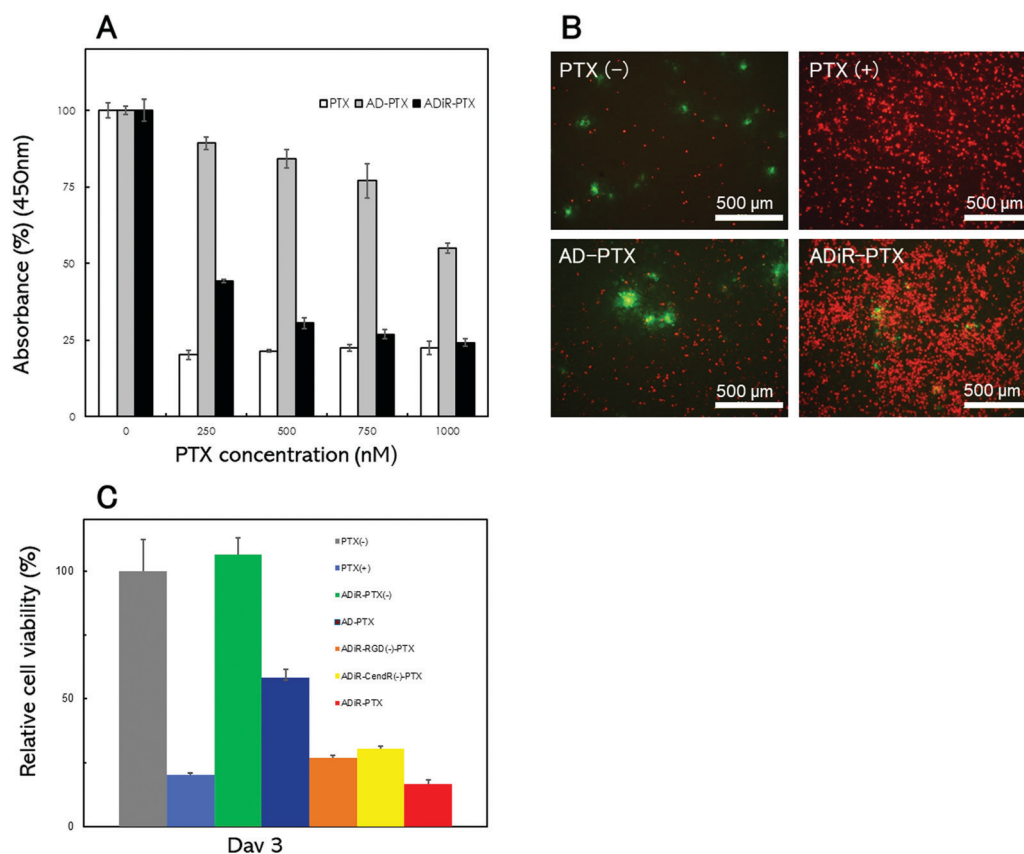 A
Absorbance (%) (450nm)
100
75
50
25
0
PTX AD-PTX ADiR-PTX
0 250 500 750 1000
PTX concentration (nM)
B
PTX (−)
500 µm
PTX (+)
500 µm
AD−PTX
500 µm
ADiR−PTX
500 µm
C
Relative cell viability (%)
100
50
0
PTX(-)
PTX(+)
ADiR-PTX(-)
AD-PTX
ADiR-RGD(-)-PTX
ADiR-CendR(-)-PTX
ADiR-PTX
Day 3